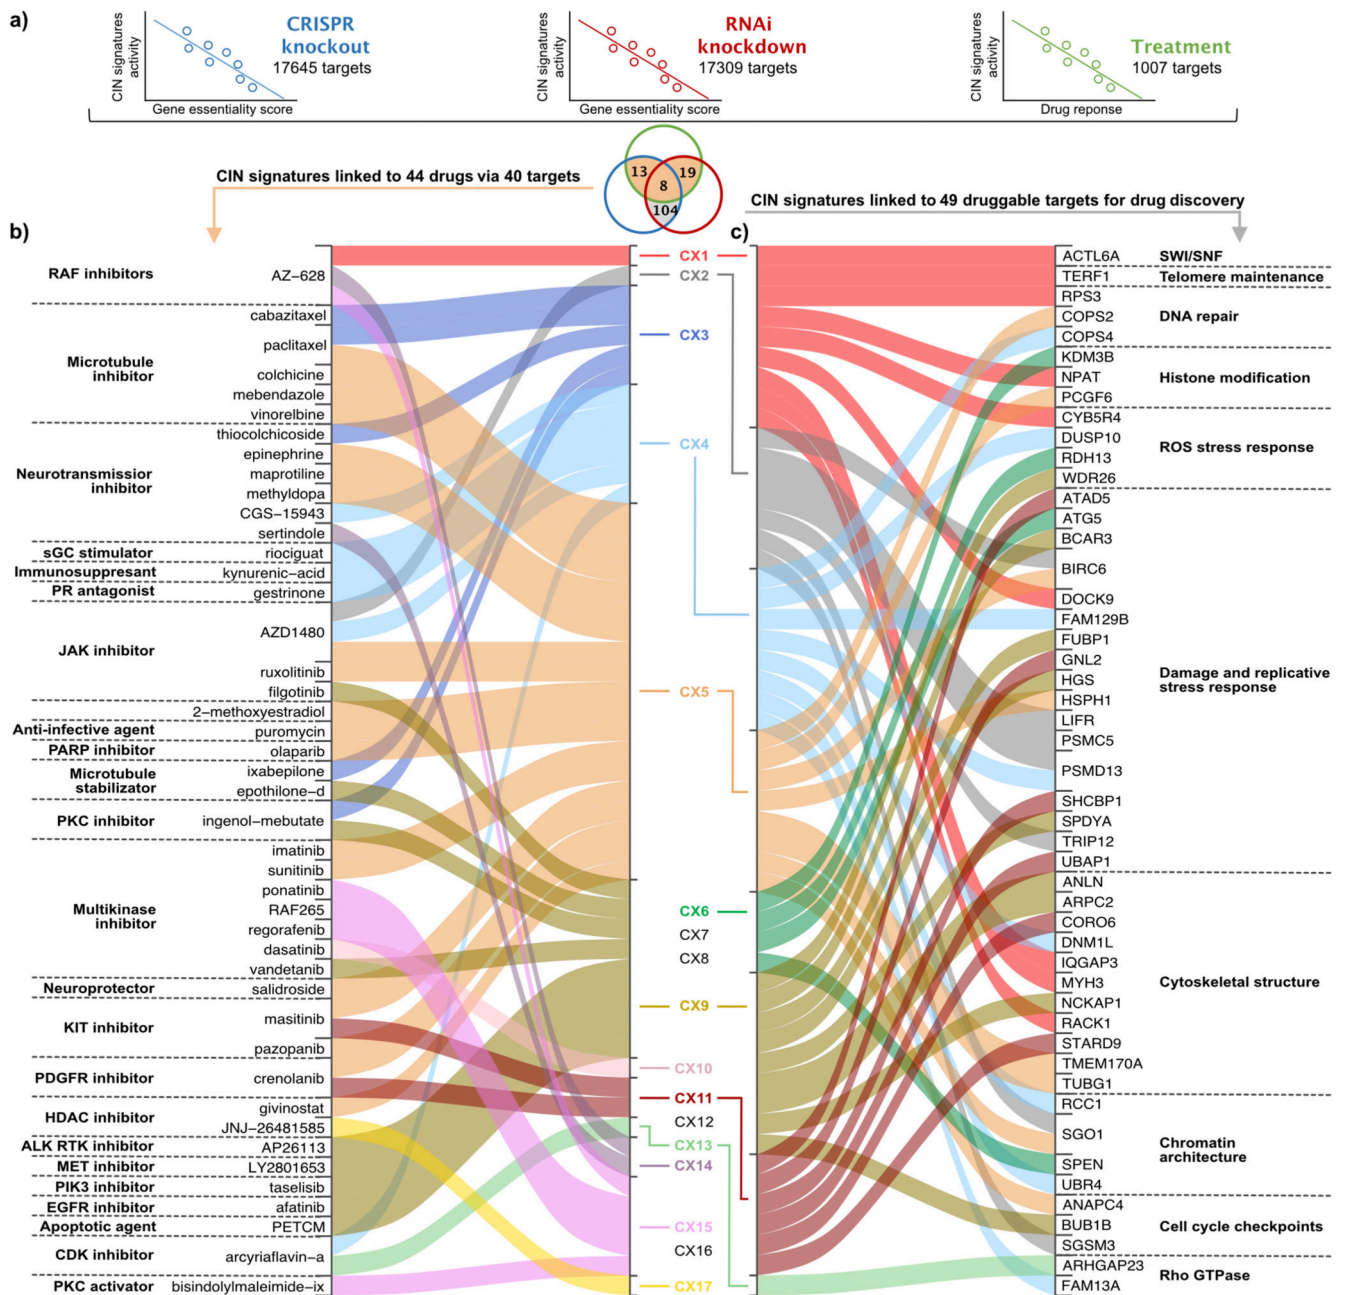 a)
CIN signatures
activity
CRISPR
knockout
17645 targets
Gene essentiality score
CIN signatures
activity
RNAi
knockdown
17309 targets
Gene essentiality score
CIN signatures
activity
Treatment
1007 targets
Drug reponse
13
19
8
104
CIN signatures linked to 44 drugs via 40 targets
CIN signatures linked to 49 druggable targets for drug discovery
b)
RAF inhibitors
Microtubule
inhibitor
Neurotransmissior
inhibitor
sGC stimulator
Immunosuppresant
PR antagonist
JAK inhibitor
Anti-infective agent
PARP inhibitor
Microtubule
stabilizator
PKC inhibitor
Multikinase
inhibitor
Neuroprotector
KIT inhibitor
PDGFR inhibitor
HDAC inhibitor
ALK RTK inhibitor
MET inhibitor
PIK3 inhibitor
EGFR inhibitor
Apoptotic agent
CDK inhibitor
PKC activator
AZ−628
cabazitaxel
paclitaxel
colchicine
mebendazole
vinorelbine
thiocolchicoside
epinephrine
maprotiline
methyldopa
CGS−15943
sertindole
riociguat
kynurenic−acid
gestrinone
AZD1480
ruxolitinib
filgotinib
2−methoxyestradiol
puromycin
olaparib
ixabepilone
epothilone−d
ingenol−mebutate
imatinib
sunitinib
ponatinib
RAF265
regorafenib
dasatinib
vandetanib
salidroside
masitinib
pazopanib
crenolanib
givinostat
JNJ−26481585
AP26113
LY2801653
taselisib
afatinib
PETCM
arcyriaflavin−a
bisindolylmaleimide−ix
CX1
CX2
CX3
CX4
CX5
CX6
CX7
CX8
CX9
CX10
CX11
CX12
CX13
CX14
CX15
CX16
CX17
c)
ACTL6A
TERF1
RPS3
COPS2
COPS4
KDM3B
NPAT
PCGF6
CYB5R4
DUSP10
RDH13
WDR26
ATAD5
ATG5
BCAR3
BIRC6
DOCK9
FAM129B
FUBP1
GNL2
HGS
HSPH1
LIFR
PSMC5
PSMD13
SHCBP1
SPDYA
TRIP12
UBAP1
ANLN
ARPC2
CORO6
DNM1L
IQGAP3
MYH3
NCKAP1
RACK1
STARD9
TMEM170A
TUBG1
RCC1
SGO1
SPEN
UBR4
ANAPC4
BUB1B
SGSM3
ARHGAP23
FAM13A
SWI/SNF
Telomere maintenance
DNA repair
Histone modification
ROS stress response
Damage and replicative
stress response
Cytoskeletal structure
Chromatin
architecture
Cell cycle checkpoints
Rho GTPase